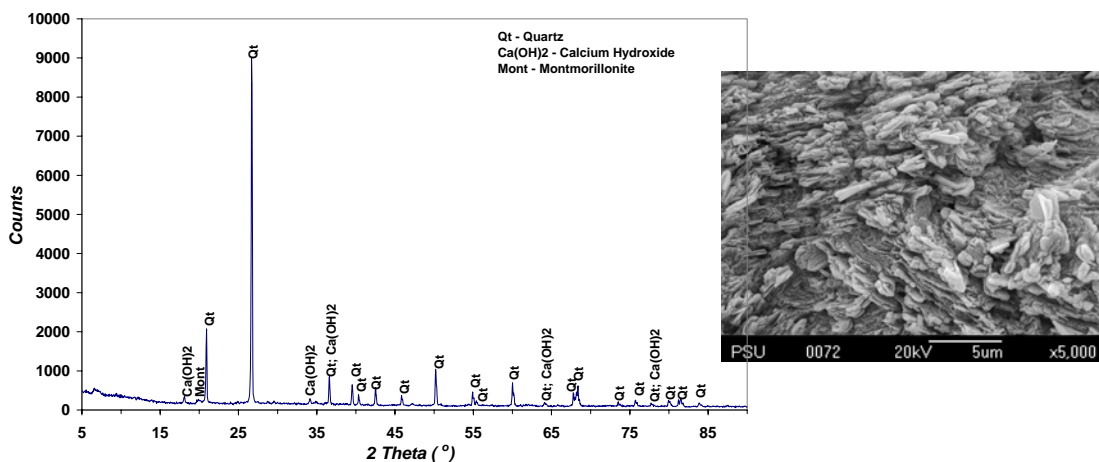 10000
9000
8000
7000
6000
5000
4000
3000
2000
1000
0
Counts
Qt - Quartz
Ca(OH)2 - Calcium Hydroxide
Mont - Montmorillonite
Ca(OH)2
Mont
Qt
Qt
Ca(OH)2
Qt; Ca(OH)2
Qt
Qt
Qt
Qt
Qt
Qt
Qt
Qt
Qt; Ca(OH)2
Qt
Qt
Qt
Qt
Qt; Ca(OH)2
Qt
Qt
Qt
5 15 25 35 45 55 65 75 85
2 Theta ( o )
PSU 0072 20kV 5um x5,000